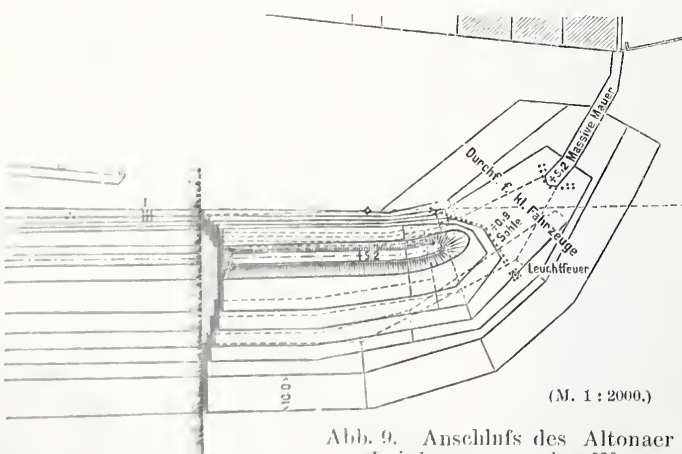 +5.2 Massive Mauer
Durchf. f. kl. Fahrzeuge
Sohle
Leuchtfeuer
+5.2
(10.0)
(M. 1 : 2000.)
Abb. 9. Anschlufs des Altonaer